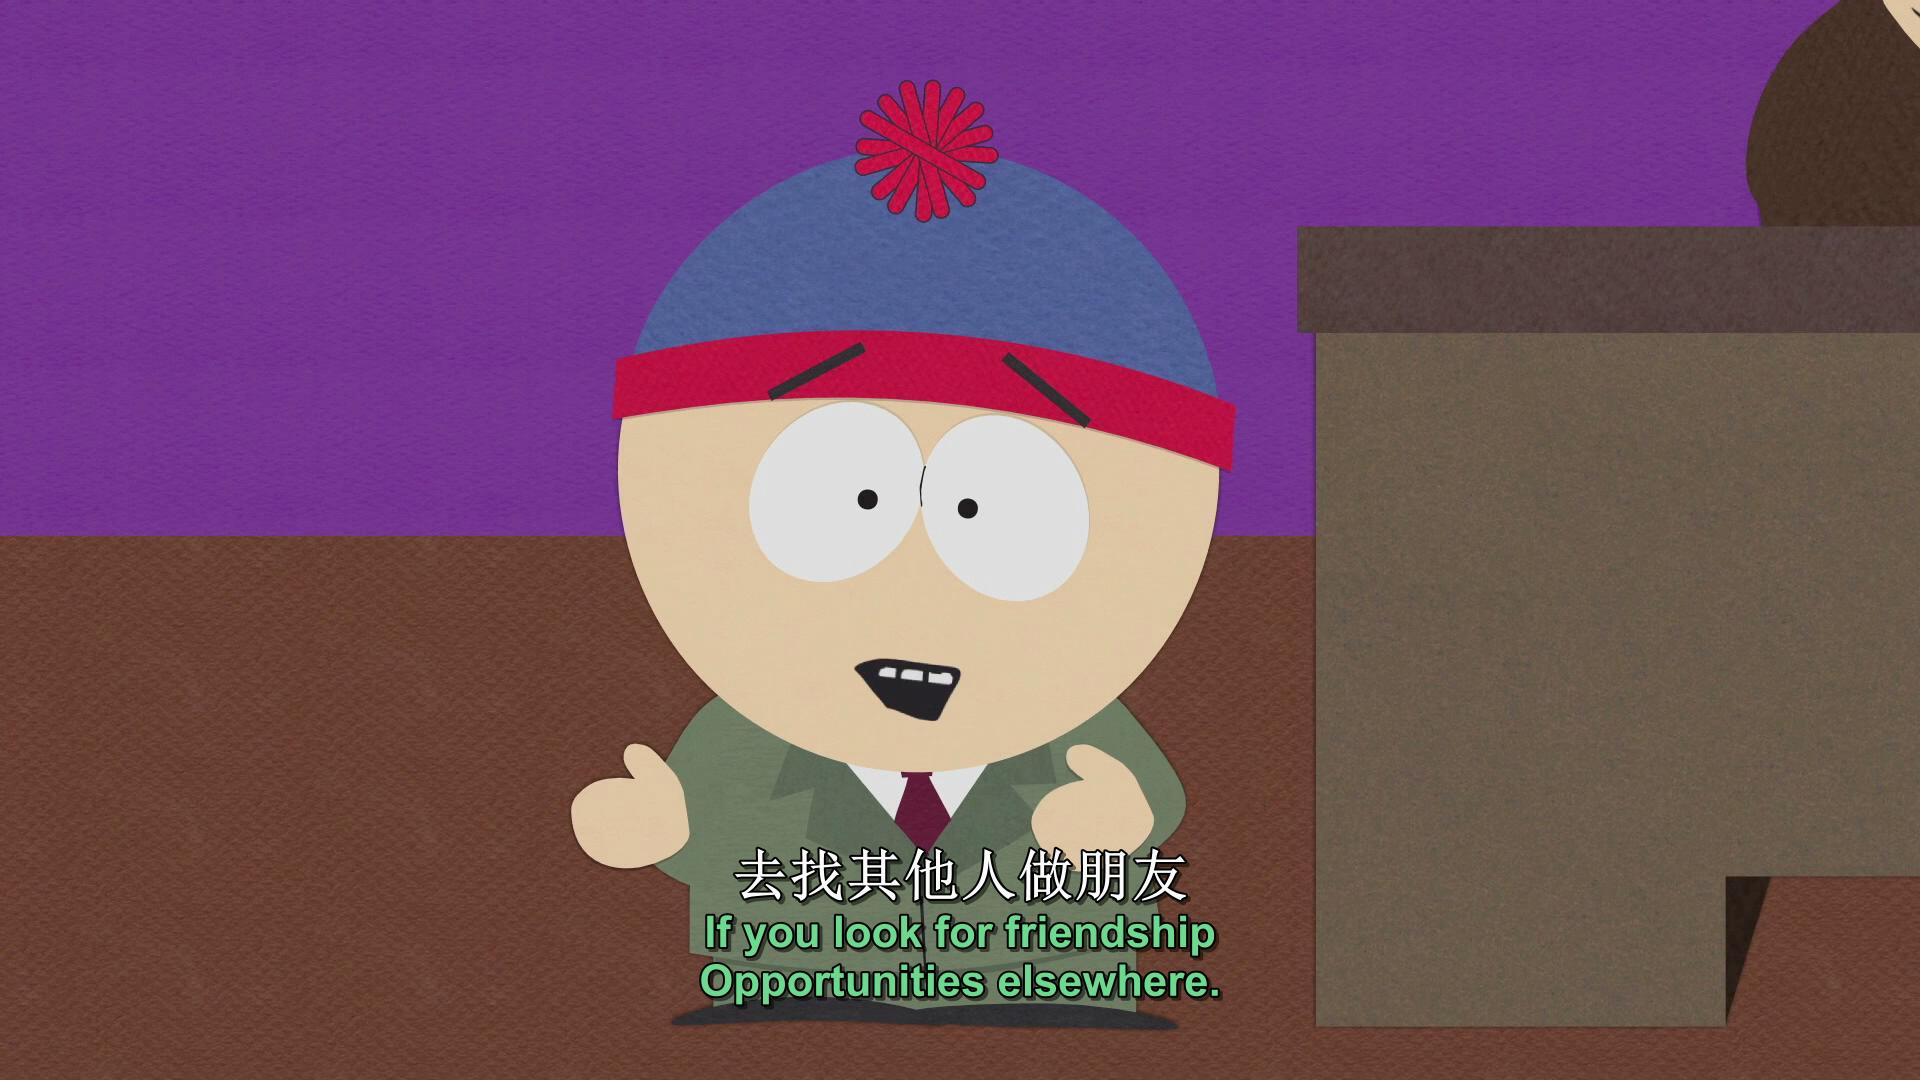 去找其他人做朋友
If you look for friendship
Opportunities elsewhere.